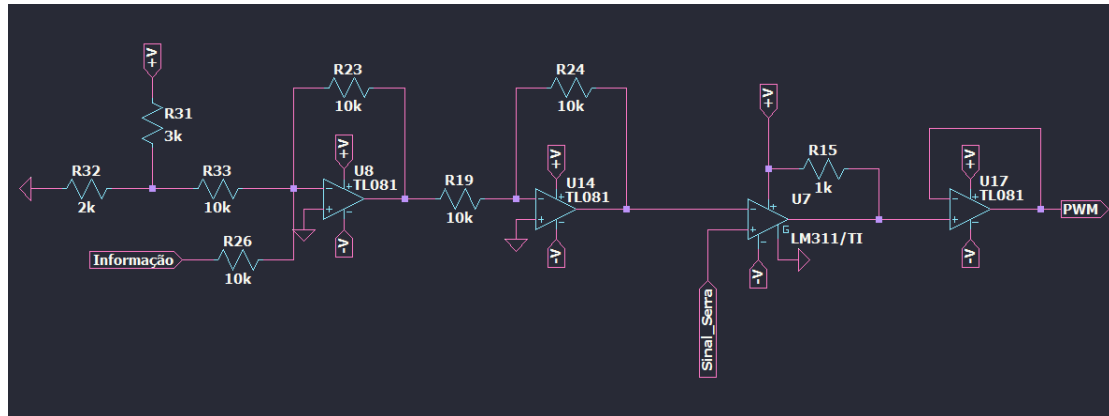 +V
R31
3k
R32
2k
R33
10k
Informação
R26
10k
R23
10k
+V
U8
TL081
-V
R19
10k
R24
10k
+V
U14
TL081
-V
+V
R15
1k
U7
G
LM311/TI
-V
Sinal_Serra
+V
U17
TL081
-V
PWM